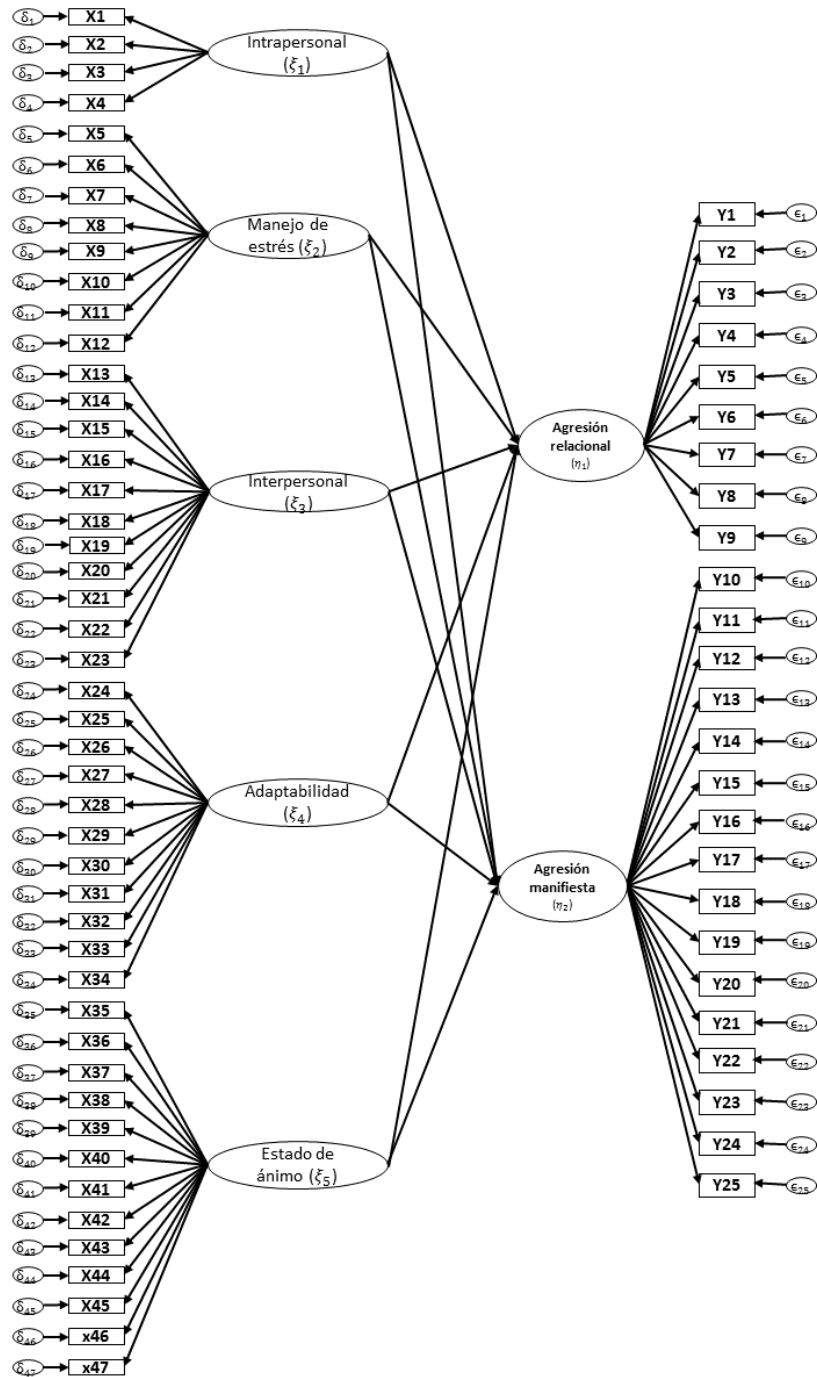 δ₁ X1
δ₂ X2
δ₃ X3
δ₄ X4
δ₅ X5
δ₆ X6
δ₇ X7
δ₈ X8
δ₉ X9
δ₁₀ X10
δ₁₁ X11
δ₁₂ X12
δ₁₃ X13
δ₁₄ X14
δ₁₅ X15
δ₁₆ X16
δ₁₇ X17
δ₁₈ X18
δ₁₉ X19
δ₂₀ X20
δ₂₁ X21
δ₂₂ X22
δ₂₃ X23
δ₂₄ X24
δ₂₅ X25
δ₂₆ X26
δ₂₇ X27
δ₂₈ X28
δ₂₉ X29
δ₃₀ X30
δ₃₁ X31
δ₃₂ X32
δ₃₃ X33
δ₃₄ X34
δ₃₅ X35
δ₃₆ X36
δ₃₇ X37
δ₃₈ X38
δ₃₉ X39
δ₄₀ X40
δ₄₁ X41
δ₄₂ X42
δ₄₃ X43
δ₄₄ X44
δ₄₅ X45
δ₄₆ x46
δ₄₇ x47
Intrapersonal
(ξ₁)
Manejo de
estrés (ξ₂)
Interpersonal
(ξ₃)
Adaptabilidad
(ξ₄)
Estado de
ánimo (ξ₅)
Agresión
relacional
(η₁)
Agresión
manifiesta
(η₂)
Y1 ϵ₁
Y2 ϵ₂
Y3 ϵ₃
Y4 ϵ₄
Y5 ϵ₅
Y6 ϵ₆
Y7 ϵ₇
Y8 ϵ₈
Y9 ϵ₉
Y10 ϵ₁₀
Y11 ϵ₁₁
Y12 ϵ₁₂
Y13 ϵ₁₃
Y14 ϵ₁₄
Y15 ϵ₁₅
Y16 ϵ₁₆
Y17 ϵ₁₇
Y18 ϵ₁₈
Y19 ϵ₁₉
Y20 ϵ₂₀
Y21 ϵ₂₁
Y22 ϵ₂₂
Y23 ϵ₂₃
Y24 ϵ₂₄
Y25 ϵ₂₅